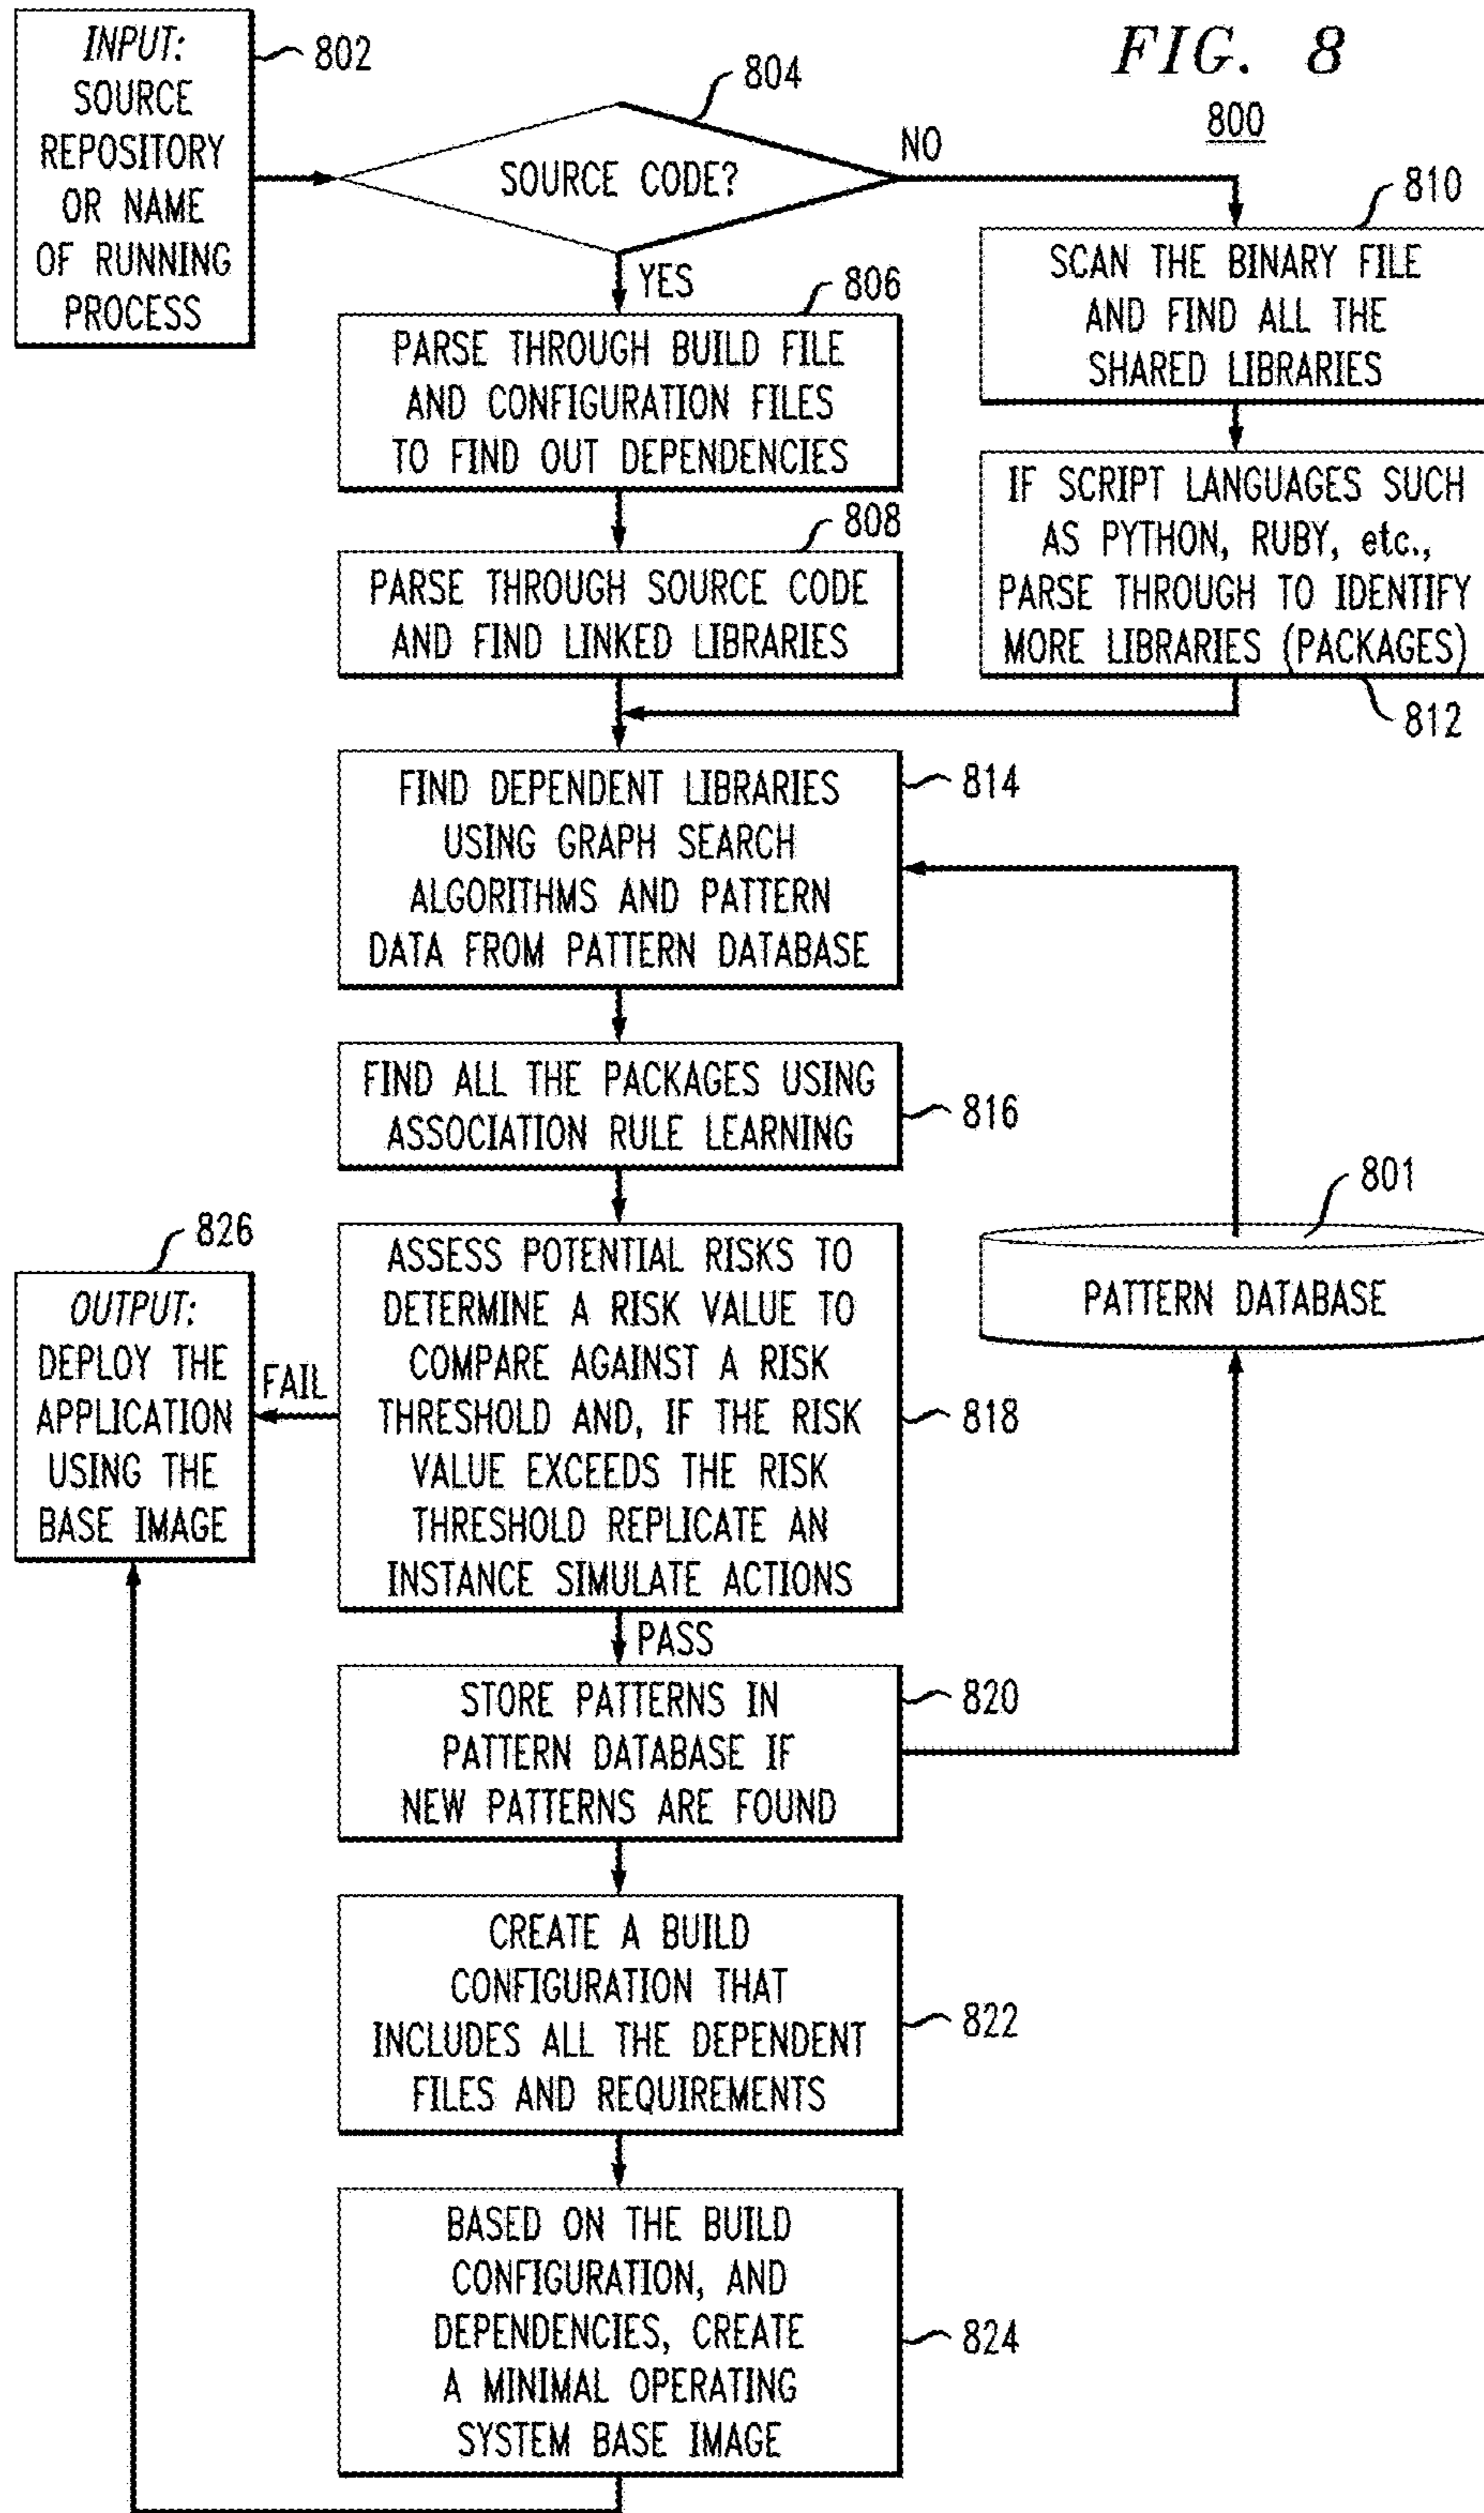 FIG. 8
800
INPUT:
SOURCE
REPOSITORY
OR NAME
OF RUNNING
PROCESS
802
SOURCE CODE?
804
NO
YES
PARSE THROUGH BUILD FILE
AND CONFIGURATION FILES
TO FIND OUT DEPENDENCIES
806
PARSE THROUGH SOURCE CODE
AND FIND LINKED LIBRARIES
808
SCAN THE BINARY FILE
AND FIND ALL THE
SHARED LIBRARIES
810
IF SCRIPT LANGUAGES SUCH
AS PYTHON, RUBY, etc.,
PARSE THROUGH TO IDENTIFY
MORE LIBRARIES (PACKAGES)
812
FIND DEPENDENT LIBRARIES
USING GRAPH SEARCH
ALGORITHMS AND PATTERN
DATA FROM PATTERN DATABASE
814
FIND ALL THE PACKAGES USING
ASSOCIATION RULE LEARNING
816
801
PATTERN DATABASE
ASSESS POTENTIAL RISKS TO
DETERMINE A RISK VALUE TO
COMPARE AGAINST A RISK
THRESHOLD AND, IF THE RISK
VALUE EXCEEDS THE RISK
THRESHOLD REPLICATE AN
INSTANCE SIMULATE ACTIONS
818
FAIL
826
OUTPUT:
DEPLOY THE
APPLICATION
USING THE
BASE IMAGE
PASS
STORE PATTERNS IN
PATTERN DATABASE IF
NEW PATTERNS ARE FOUND
820
CREATE A BUILD
CONFIGURATION THAT
INCLUDES ALL THE DEPENDENT
FILES AND REQUIREMENTS
822
BASED ON THE BUILD
CONFIGURATION, AND
DEPENDENCIES, CREATE
A MINIMAL OPERATING
SYSTEM BASE IMAGE
824